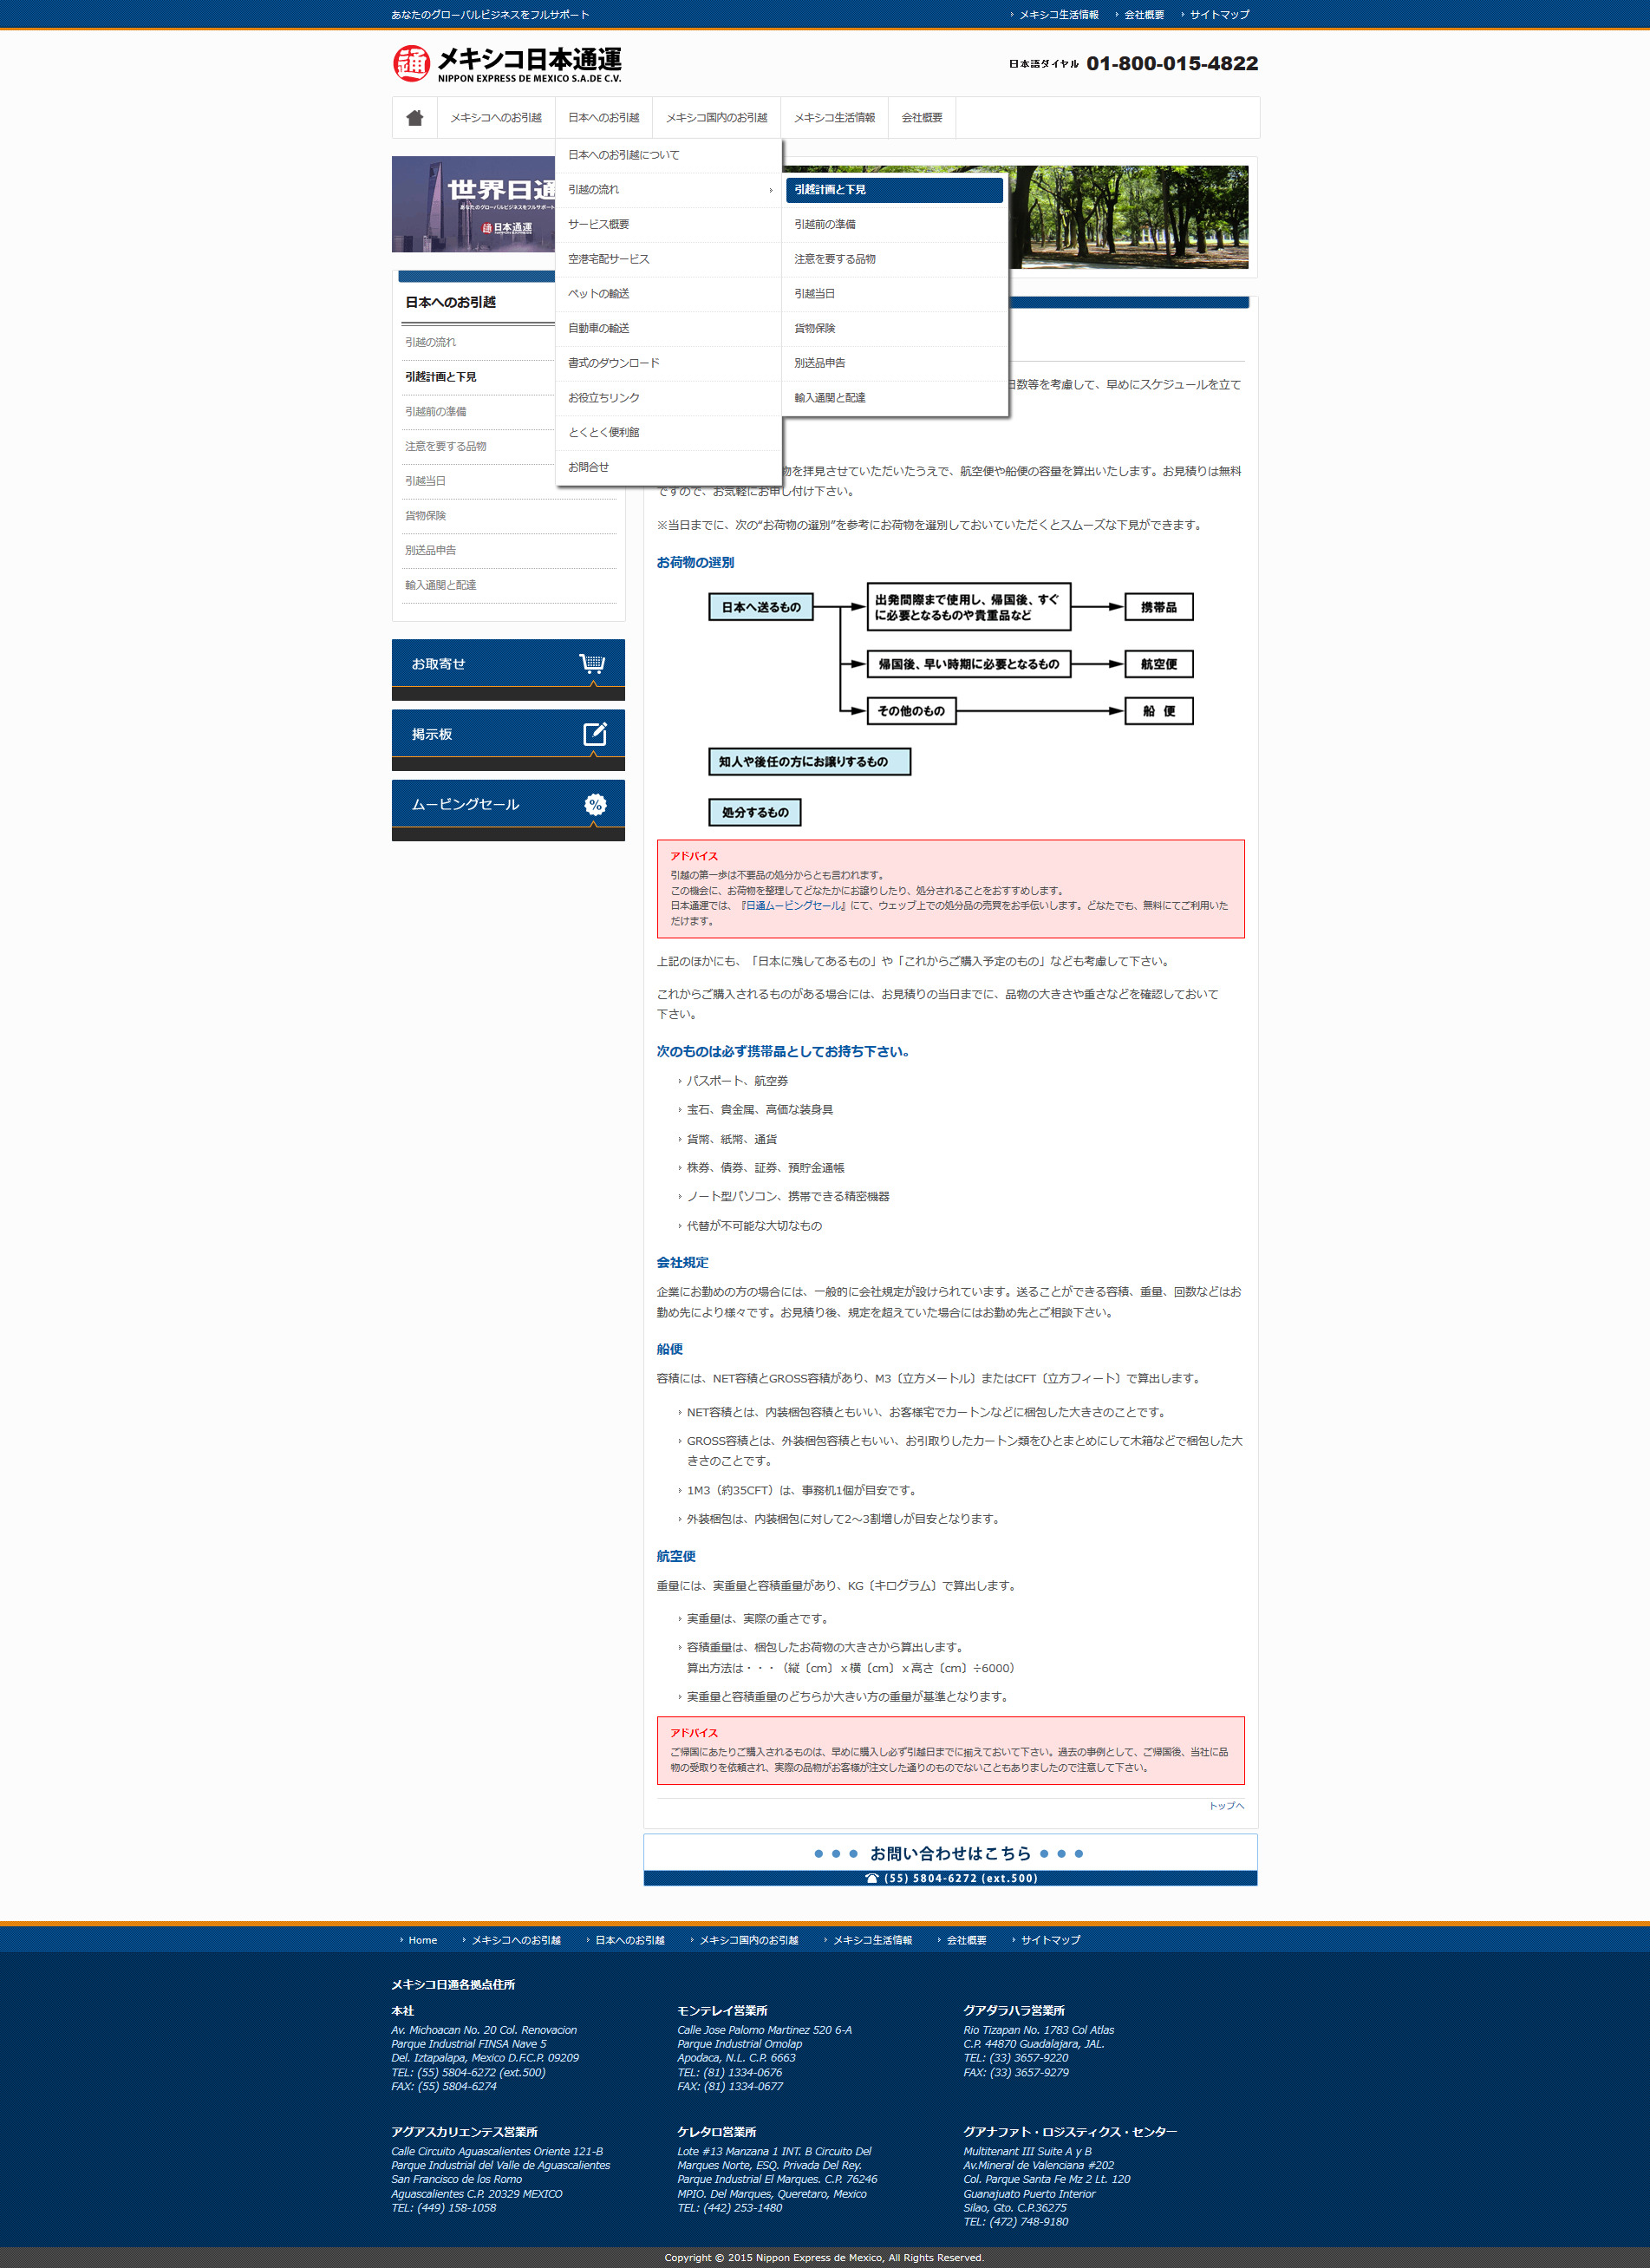 あなたのグローバルビジネスをフルサポート
メキシコ生活情報 会社概要 サイトマップ
通 メキシコ日本通運
NIPPON EXPRESS DE MEXICO S.A.DE C.V.
日本語ダイヤル 01-800-015-4822
メキシコへのお引越 日本へのお引越 メキシコ国内のお引越 メキシコ生活情報 会社概要
世界日通
あなたのグローバルビジネスをフルサポート
通 日本通運
日本へのお引越について
引越の流れ
サービス概要
空港宅配サービス
ペットの輸送
自動車の輸送
書式のダウンロード
お役立ちリンク
とくとく便利館
お問合せ
引越計画と下見
引越前の準備
注意を要する品物
引越当日
貨物保険
別送品申告
輸入通関と配達
日本へのお引越
引越の流れ
引越計画と下見
引越前の準備
注意を要する品物
引越当日
貨物保険
別送品申告
輸入通関と配達
お取寄せ
掲示板
ムービングセール
%
日数等を考慮して、早めにスケジュールを立て
物を拝見させていただいたうえで、航空便や船便の容量を算出いたします。お見積りは無料
ですので、お気軽にお申し付け下さい。
※当日までに、次の“お荷物の選別”を参考にお荷物を選別しておいていただくとスムーズな下見ができます。
お荷物の選別
日本へ送るもの
出発間際まで使用し、帰国後、すぐ
に必要となるものや貴重品など
携帯品
帰国後、早い時期に必要となるもの
航空便
その他のもの
船 便
知人や後任の方にお譲りするもの
処分するもの
アドバイス
引越の第一歩は不要品の処分からとも言われます。
この機会に、お荷物を整理してどなたかにお譲りしたり、処分されることをおすすめします。
日本通運では、『日通ムービングセール』にて、ウェッブ上での処分品の売買をお手伝いします。どなたでも、無料にてご利用いた
だけます。
上記のほかにも、「日本に残してあるもの」や「これからご購入予定のもの」なども考慮して下さい。
これからご購入されるものがある場合には、お見積りの当日までに、品物の大きさや重さなどを確認しておいて
下さい。
次のものは必ず携帯品としてお持ち下さい。
パスポート、航空券
宝石、貴金属、高価な装身具
貨幣、紙幣、通貨
株券、債券、証券、預貯金通帳
ノート型パソコン、携帯できる精密機器
代替が不可能な大切なもの
会社規定
企業にお勤めの方の場合には、一般的に会社規定が設けられています。送ることができる容積、重量、回数などはお
勤め先により様々です。お見積り後、規定を超えていた場合にはお勤め先とご相談下さい。
船便
容積には、NET容積とGROSS容積があり、M3〔立方メートル〕またはCFT〔立方フィート〕で算出します。
NET容積とは、内装梱包容積ともいい、お客様宅でカートンなどに梱包した大きさのことです。
GROSS容積とは、外装梱包容積ともいい、お引取りしたカートン類をひとまとめにして木箱などで梱包した大
きさのことです。
1M3（約35CFT）は、事務机1個が目安です。
外装梱包は、内装梱包に対して2～3割増しが目安となります。
航空便
重量には、実重量と容積重量があり、KG〔キログラム〕で算出します。
実重量は、実際の重さです。
容積重量は、梱包したお荷物の大きさから算出します。
算出方法は・・・（縦〔cm〕ｘ横〔cm〕ｘ高さ〔cm〕÷6000）
実重量と容積重量のどちらか大きい方の重量が基準となります。
アドバイス
ご帰国にあたりご購入されるものは、早めに購入し必ず引越日までに揃えておいて下さい。過去の事例として、ご帰国後、当社に品
物の受取りを依頼され、実際の品物がお客様が注文した通りのものでないこともありましたので注意して下さい。
トップへ
お問い合わせはこちら
(55) 5804-6272 (ext.500)
Home メキシコへのお引越 日本へのお引越 メキシコ国内のお引越 メキシコ生活情報 会社概要 サイトマップ
メキシコ日通各拠点住所
本社
Av. Michoacan No. 20 Col. Renovacion
Parque Industrial FINSA Nave 5
Del. Iztapalapa, Mexico D.F.C.P. 09209
TEL: (55) 5804-6272 (ext.500)
FAX: (55) 5804-6274
モンテレイ営業所
Calle Jose Palomo Martinez 520 6-A
Parque Industrial Omolap
Apodaca, N.L. C.P. 6663
TEL: (81) 1334-0676
FAX: (81) 1334-0677
グアダラハラ営業所
Rio Tizapan No. 1783 Col Atlas
C.P. 44870 Guadalajara, JAL.
TEL: (33) 3657-9220
FAX: (33) 3657-9279
アグアスカリエンテス営業所
Calle Circuito Aguascalientes Oriente 121-B
Parque Industrial del Valle de Aguascalientes
San Francisco de los Romo
Aguascalientes C.P. 20329 MEXICO
TEL: (449) 158-1058
ケレタロ営業所
Lote #13 Manzana 1 INT. B Circuito Del
Marques Norte, ESQ. Privada Del Rey.
Parque Industrial El Marques. C.P. 76246
MPIO. Del Marques, Queretaro, Mexico
TEL: (442) 253-1480
グアナファト・ロジスティクス・センター
Multitenant III Suite A y B
Av.Mineral de Valenciana #202
Col. Parque Santa Fe Mz 2 Lt. 120
Guanajuato Puerto Interior
Silao, Gto. C.P.36275
TEL: (472) 748-9180
Copyright © 2015 Nippon Express de Mexico, All Rights Reserved.